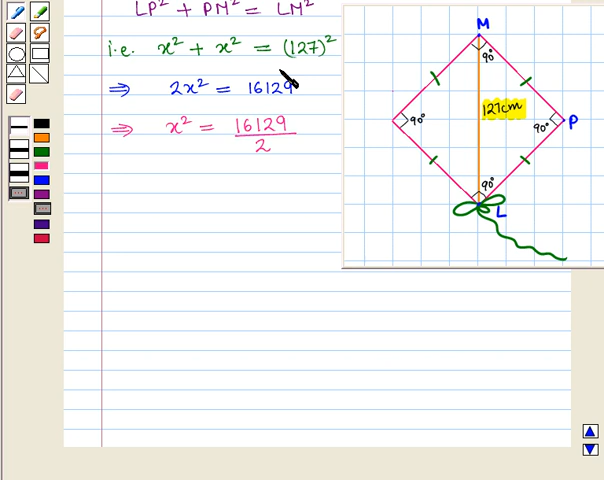 LP² + PM² = LM²
i.e. x² + x² = (127)²
⇒ 2x² = 16129
⇒ x² = 16129/2
M
90°
127cm
90°
90°
P
90°
L